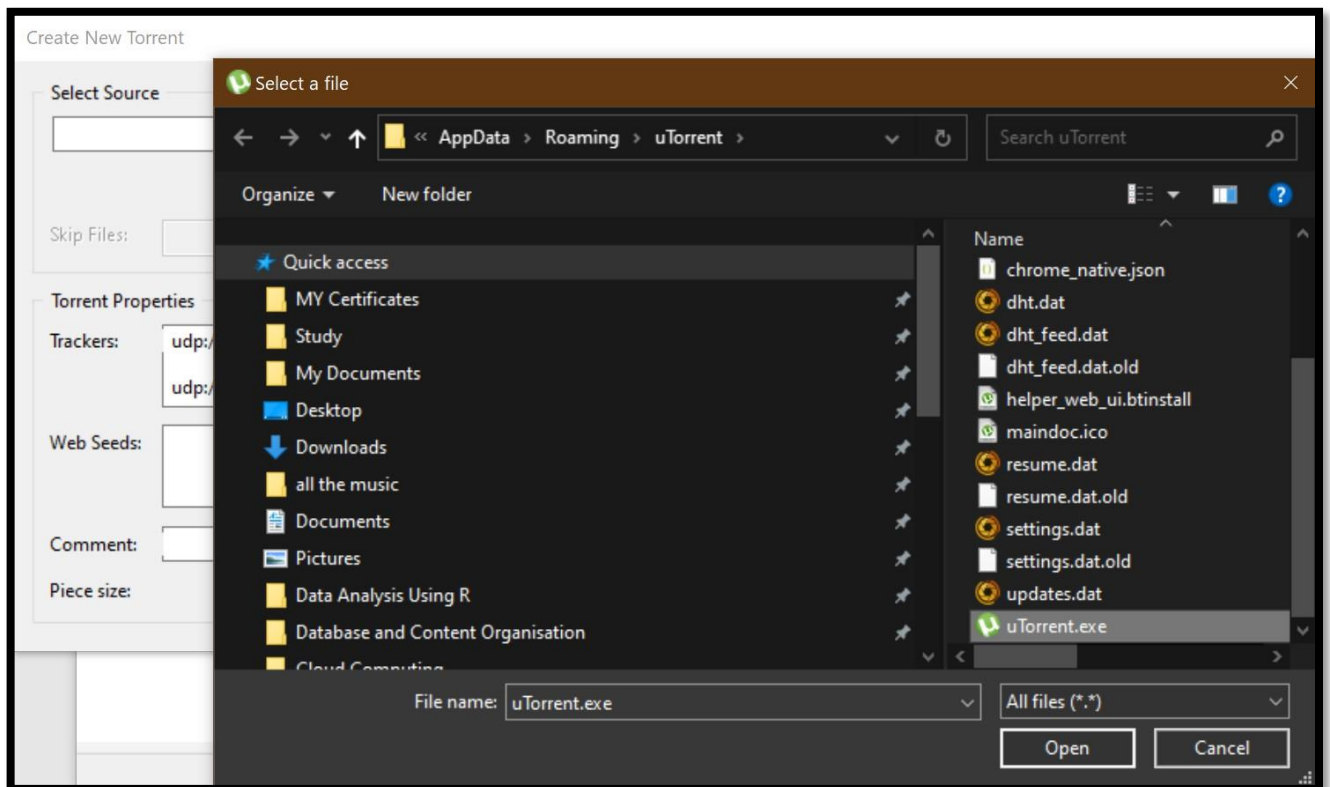 Create New Torrent
Select Source
Skip Files:
Torrent Properties
Trackers:
udp:/
udp:/
Web Seeds:
Comment:
Piece size:
Select a file
« AppData > Roaming > uTorrent >
Search uTorrent
Organize
New folder
Quick access
MY Certificates
Study
My Documents
Desktop
Downloads
all the music
Documents
Pictures
Data Analysis Using R
Database and Content Organisation
Cloud Computing
Name
chrome_native.json
dht.dat
dht_feed.dat
dht_feed.dat.old
helper_web_ui.btinstall
maindoc.ico
resume.dat
resume.dat.old
settings.dat
settings.dat.old
updates.dat
uTorrent.exe
File name:
uTorrent.exe
All files (*.*)
Open
Cancel